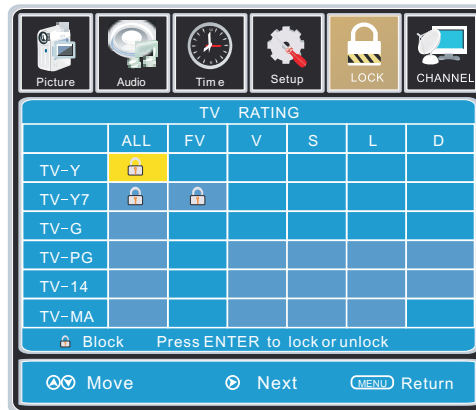 Picture Audio Time Setup LOCK CHANNEL
TV RATING
ALL FV V S L D
TV-Y
TV-Y7
TV-G
TV-PG
TV-14
TV-MA
Block Press ENTER to lock or unlock
Move Next MENU Return